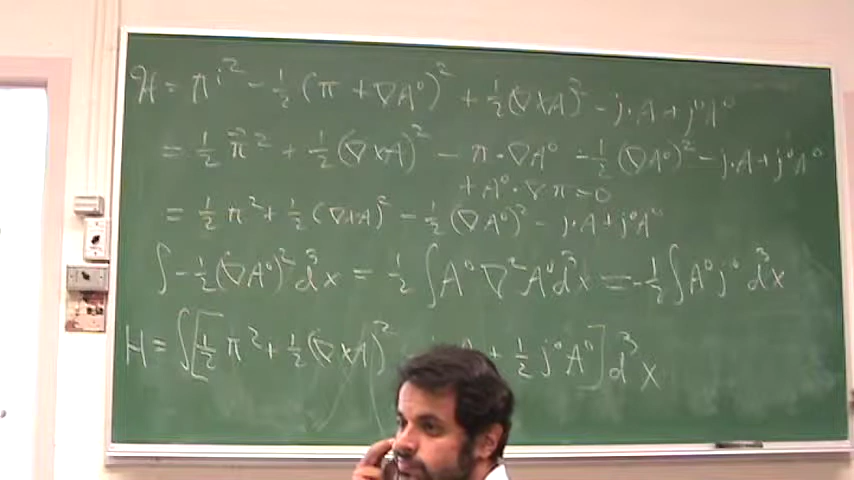 ℋ = π^i² − ½(π + ∇A⁰)² + ½(∇×A)² − j·A + j⁰A⁰
= ½ π⃗² + ½(∇×A)² − π·∇A⁰ − ½(∇A⁰)² − j·A + j⁰A⁰
+ A⁰·∇π = 0
= ½π² + ½(∇×A)² − ½(∇A⁰)² − j·A + j⁰A⁰
∫ −½(∇A⁰)² d³x = ½ ∫A⁰ ∇² A⁰ d³x = −½ ∫A⁰ j⁰ d³x
H = ∫[½ π² + ½(∇×A)² + ½ j⁰A⁰] d³x